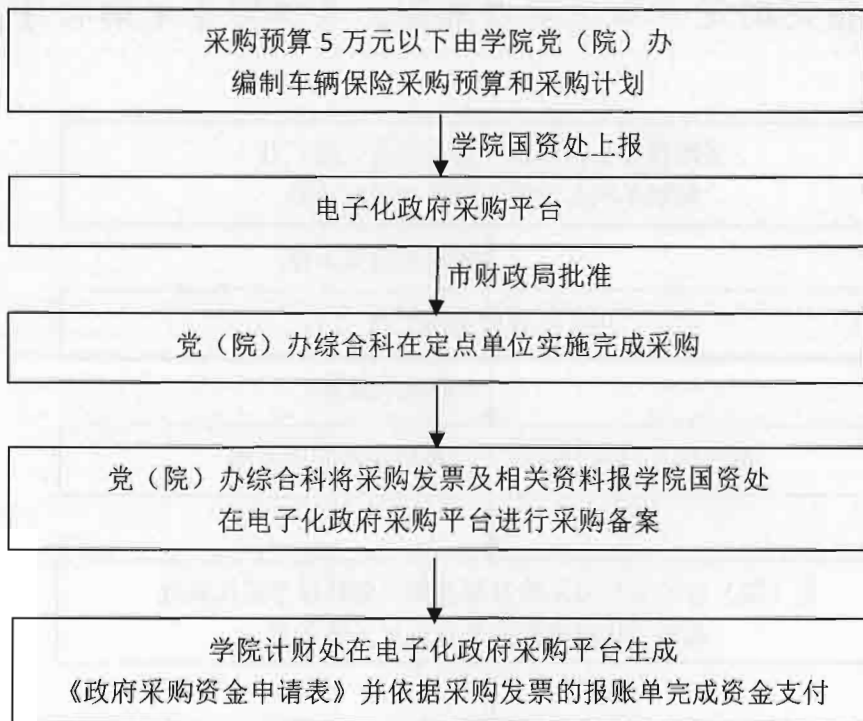 采购预算 5 万元以下由学院党（院）办
编制车辆保险采购预算和采购计划
学院国资处上报
电子化政府采购平台
市财政局批准
党（院）办综合科在定点单位实施完成采购
党（院）办综合科将采购发票及相关资料报学院国资处
在电子化政府采购平台进行采购备案
学院计财处在电子化政府采购平台生成
《政府采购资金申请表》并依据采购发票的报账单完成资金支付